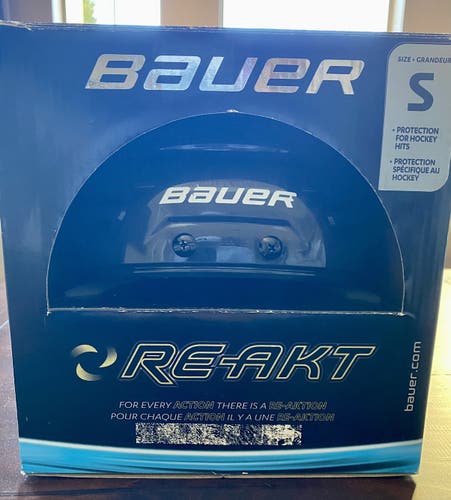 BAUER
SIZE • GRANDEUR
S
• PROTECTION
FOR HOCKEY
HITS
• PROTECTION
SPÉCIFIQUE AU
HOCKEY
BAUER
RE-AKT
bauer.com
FOR EVERY ACTION THERE IS A RE-AKTION
POUR CHAQUE ACTION IL Y A UNE RE-AKTION